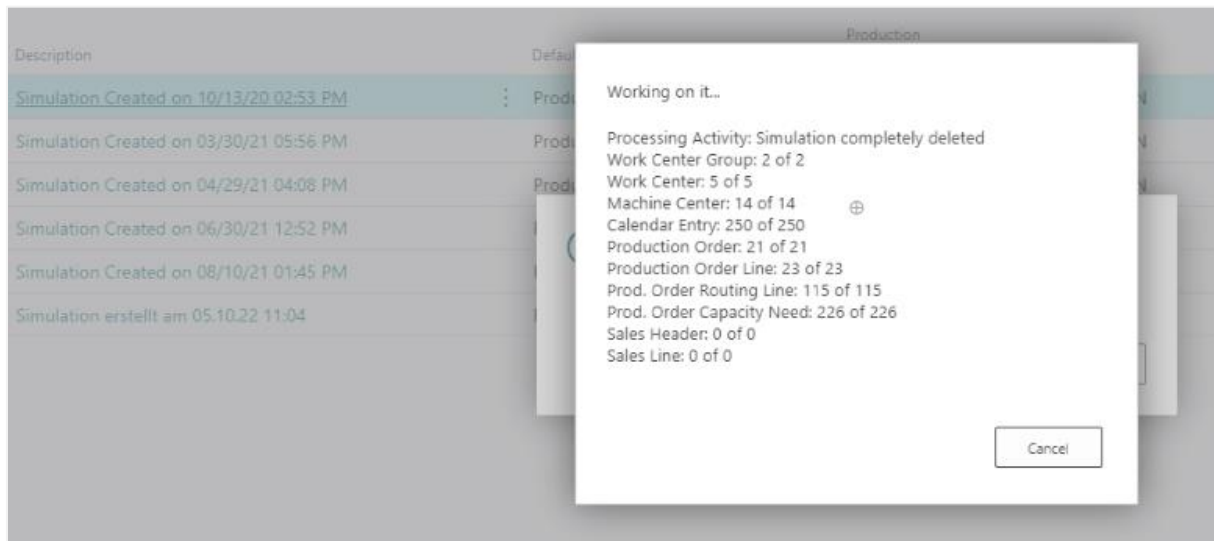 Production
Description
Defaul
Simulation Created on 10/13/20 02:53 PM
Produ
Simulation Created on 03/30/21 05:56 PM
Produ
Simulation Created on 04/29/21 04:08 PM
Produ
Simulation Created on 06/30/21 12:52 PM
Simulation Created on 08/10/21 01:45 PM
Simulation erstellt am 05.10.22 11:04
Working on it...
Processing Activity: Simulation completely deleted
Work Center Group: 2 of 2
Work Center: 5 of 5
Machine Center: 14 of 14
Calendar Entry: 250 of 250
Production Order: 21 of 21
Production Order Line: 23 of 23
Prod. Order Routing Line: 115 of 115
Prod. Order Capacity Need: 226 of 226
Sales Header: 0 of 0
Sales Line: 0 of 0
Cancel